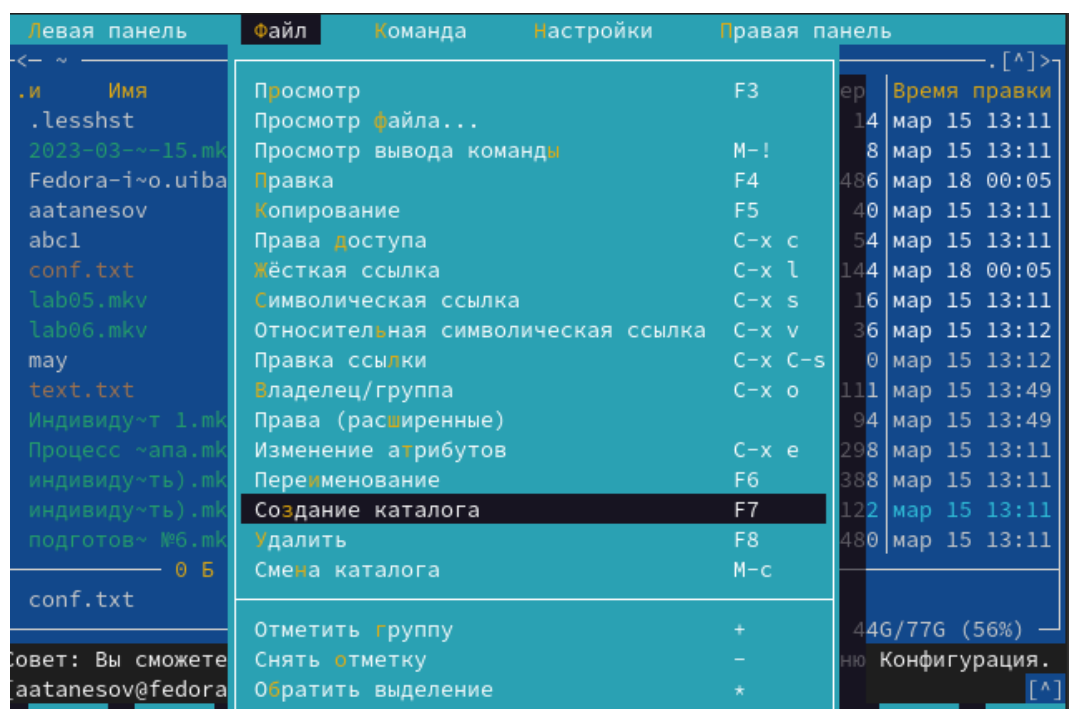 Левая панель Файл Команда Настройки Правая панель
<— ~ .[^]>
.и Имя Просмотр F3 ер Время правки
.lesshst Просмотр файла... 14 мар 15 13:11
2023-03-~-15.mk Просмотр вывода команды M-! 8 мар 15 13:11
Fedora-i~o.uiba Правка F4 486 мар 18 00:05
aatanesov Копирование F5 40 мар 15 13:11
abc1 Права доступа C-x c 54 мар 15 13:11
conf.txt Жёсткая ссылка C-x l 144 мар 18 00:05
lab05.mkv Символическая ссылка C-x s 16 мар 15 13:11
lab06.mkv Относительная символическая ссылка C-x v 36 мар 15 13:12
may Правка ссылки C-x C-s 0 мар 15 13:12
text.txt Владелец/группа C-x o 111 мар 15 13:49
Индивиду~т 1.mk Права (расширенные) 94 мар 15 13:49
Процесс ~апа.mk Изменение атрибутов C-x e 298 мар 15 13:11
индивиду~ть).mk Переименование F6 388 мар 15 13:11
индивиду~ть).mk Создание каталога F7 122 мар 15 13:11
подготов~ №6.mk Удалить F8 480 мар 15 13:11
0 Б Смена каталога M-c
conf.txt
Отметить группу + 44G/77G (56%)
Совет: Вы сможете Снять отметку - ню Конфигурация.
[aatanesov@fedora Обратить выделение * [^]